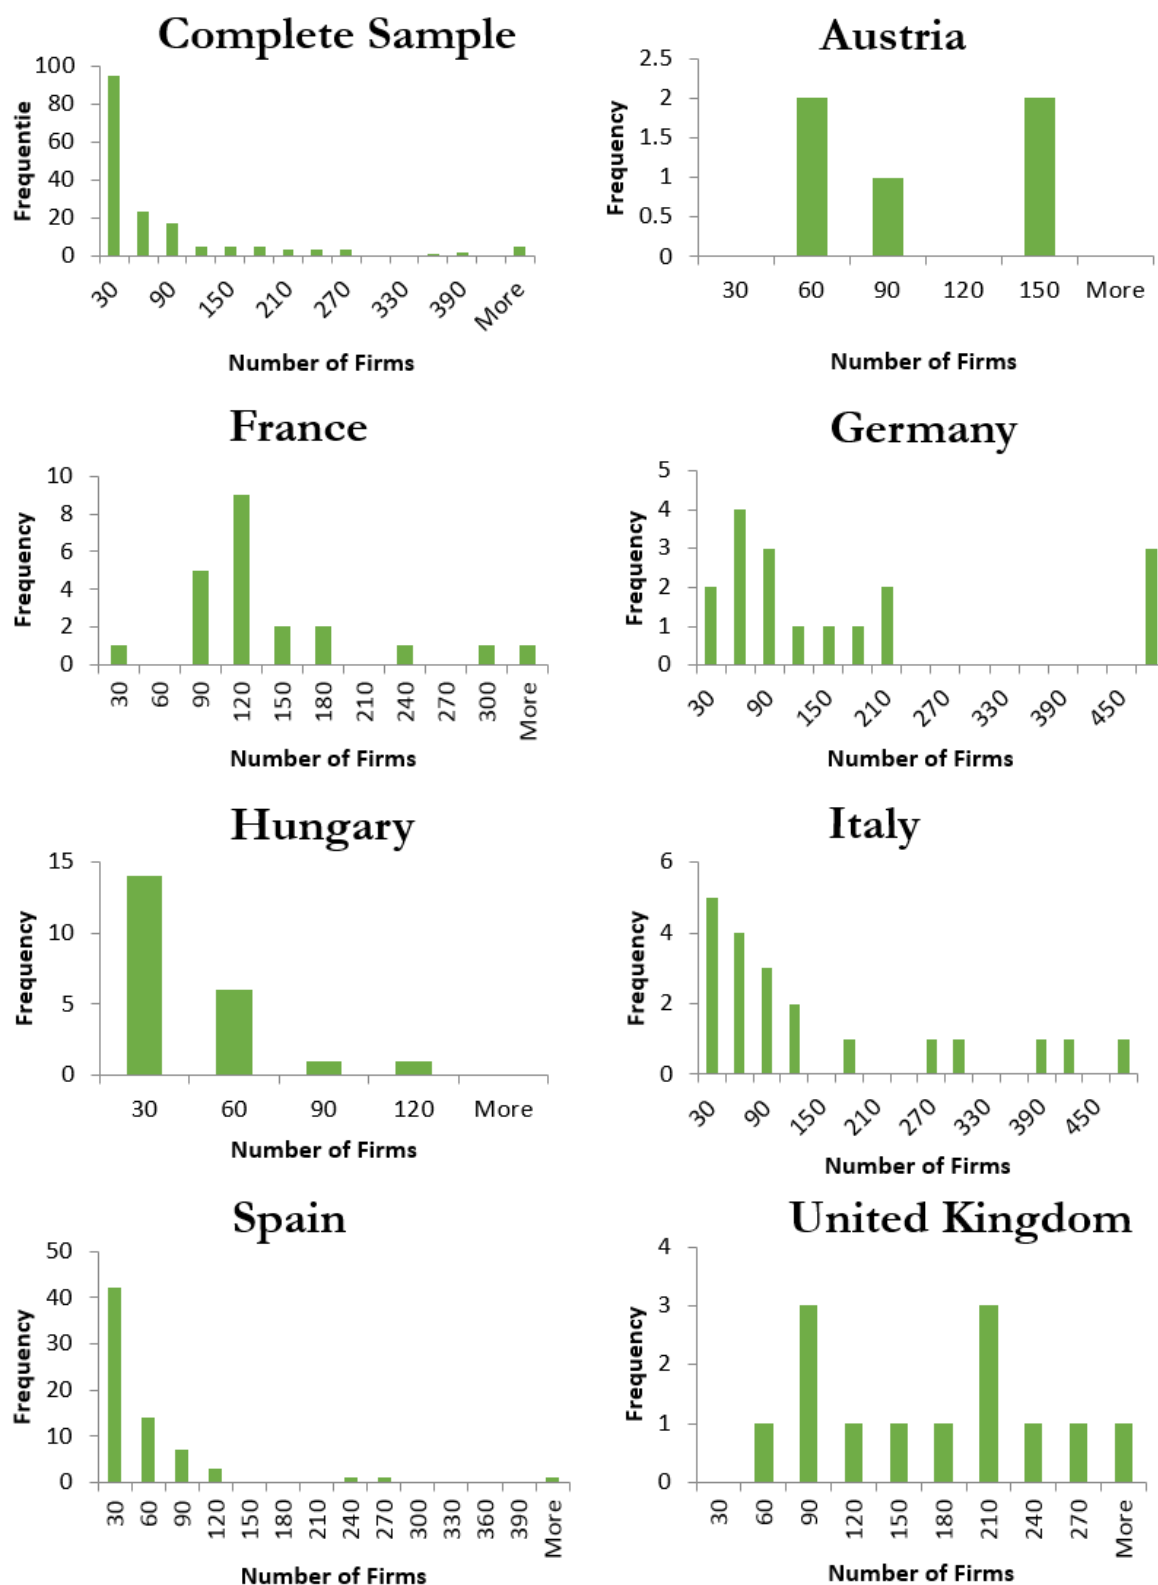 Complete Sample
Frequentie
100
80
60
40
20
0
30 90 150 210 270 330 390 More
Number of Firms
Austria
Frequency
2.5
2
1.5
1
0.5
0
30 60 90 120 150 More
Number of Firms
France
Frequency
10
8
6
4
2
0
30 60 90 120 150 180 210 240 270 300 More
Number of Firms
Germany
Frequency
5
4
3
2
1
0
30 90 150 210 270 330 390 450
Number of Firms
Hungary
Frequency
15
10
5
0
30 60 90 120 More
Number of Firms
Italy
Frequency
6
4
2
0
30 90 150 210 270 330 390 450
Number of Firms
Spain
Frequency
50
40
30
20
10
0
30 60 90 120 150 180 210 240 270 300 330 360 390 More
Number of Firms
United Kingdom
Frequency
4
3
2
1
0
30 60 90 120 150 180 210 240 270 More
Number of Firms